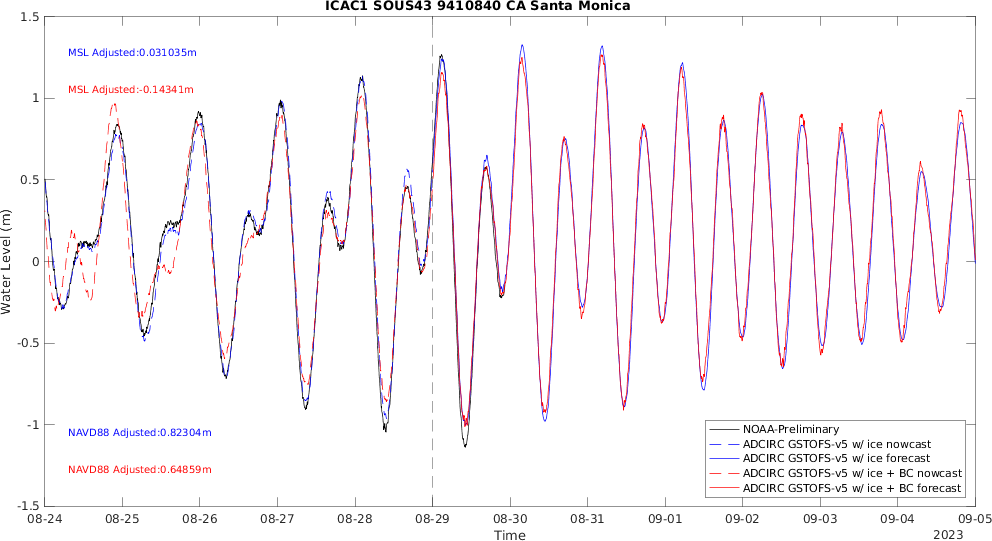 ICAC1 SOUS43 9410840 CA Santa Monica
1.5
MSL Adjusted:0.031035m
MSL Adjusted:-0.14341m
1
0.5
0
-0.5
-1
-1.5
Water Level (m)
NAVD88 Adjusted:0.82304m
NAVD88 Adjusted:0.64859m
NOAA-Preliminary
ADCIRC GSTOFS-v5 w/ ice nowcast
ADCIRC GSTOFS-v5 w/ ice forecast
ADCIRC GSTOFS-v5 w/ ice + BC nowcast
ADCIRC GSTOFS-v5 w/ ice + BC forecast
08-24 08-25 08-26 08-27 08-28 08-29 08-30 08-31 09-01 09-02 09-03 09-04 09-05
Time
2023